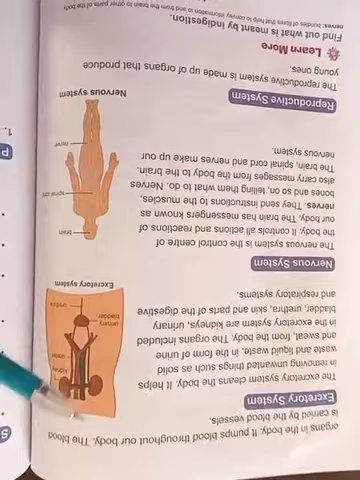 organs in the body. It pumps blood throughout our body. The blood
is carried by the blood vessels.
Excretory System
The excretory system cleans the body. It helps
in removing unwanted things such as solid
waste and liquid waste, in the form of urine
and sweat, from the body. The organs included
in the excretory system are kidneys, urinary
bladder, urethra, skin and parts of the digestive
and respiratory systems.
kidney
ureter
urinary
bladder
urethra
Excretory system
Nervous System
The nervous system is the control centre of
the body. It controls all actions and reactions of
our body. The brain has messengers known as
nerves. They send instructions to the muscles,
bones and so on, telling them what to do. Nerves
also carry messages from the body to the brain.
The brain, spinal cord and nerves make up our
nervous system.
brain
spinal cord
nerve
Nervous system
Reproductive System
The reproductive system is made up of organs that produce
young ones.
Learn More
Find out what is meant by indigestion.
nerves: bundles of fibres that help to convey information to and from the brain to other parts of the body
S
P
1.